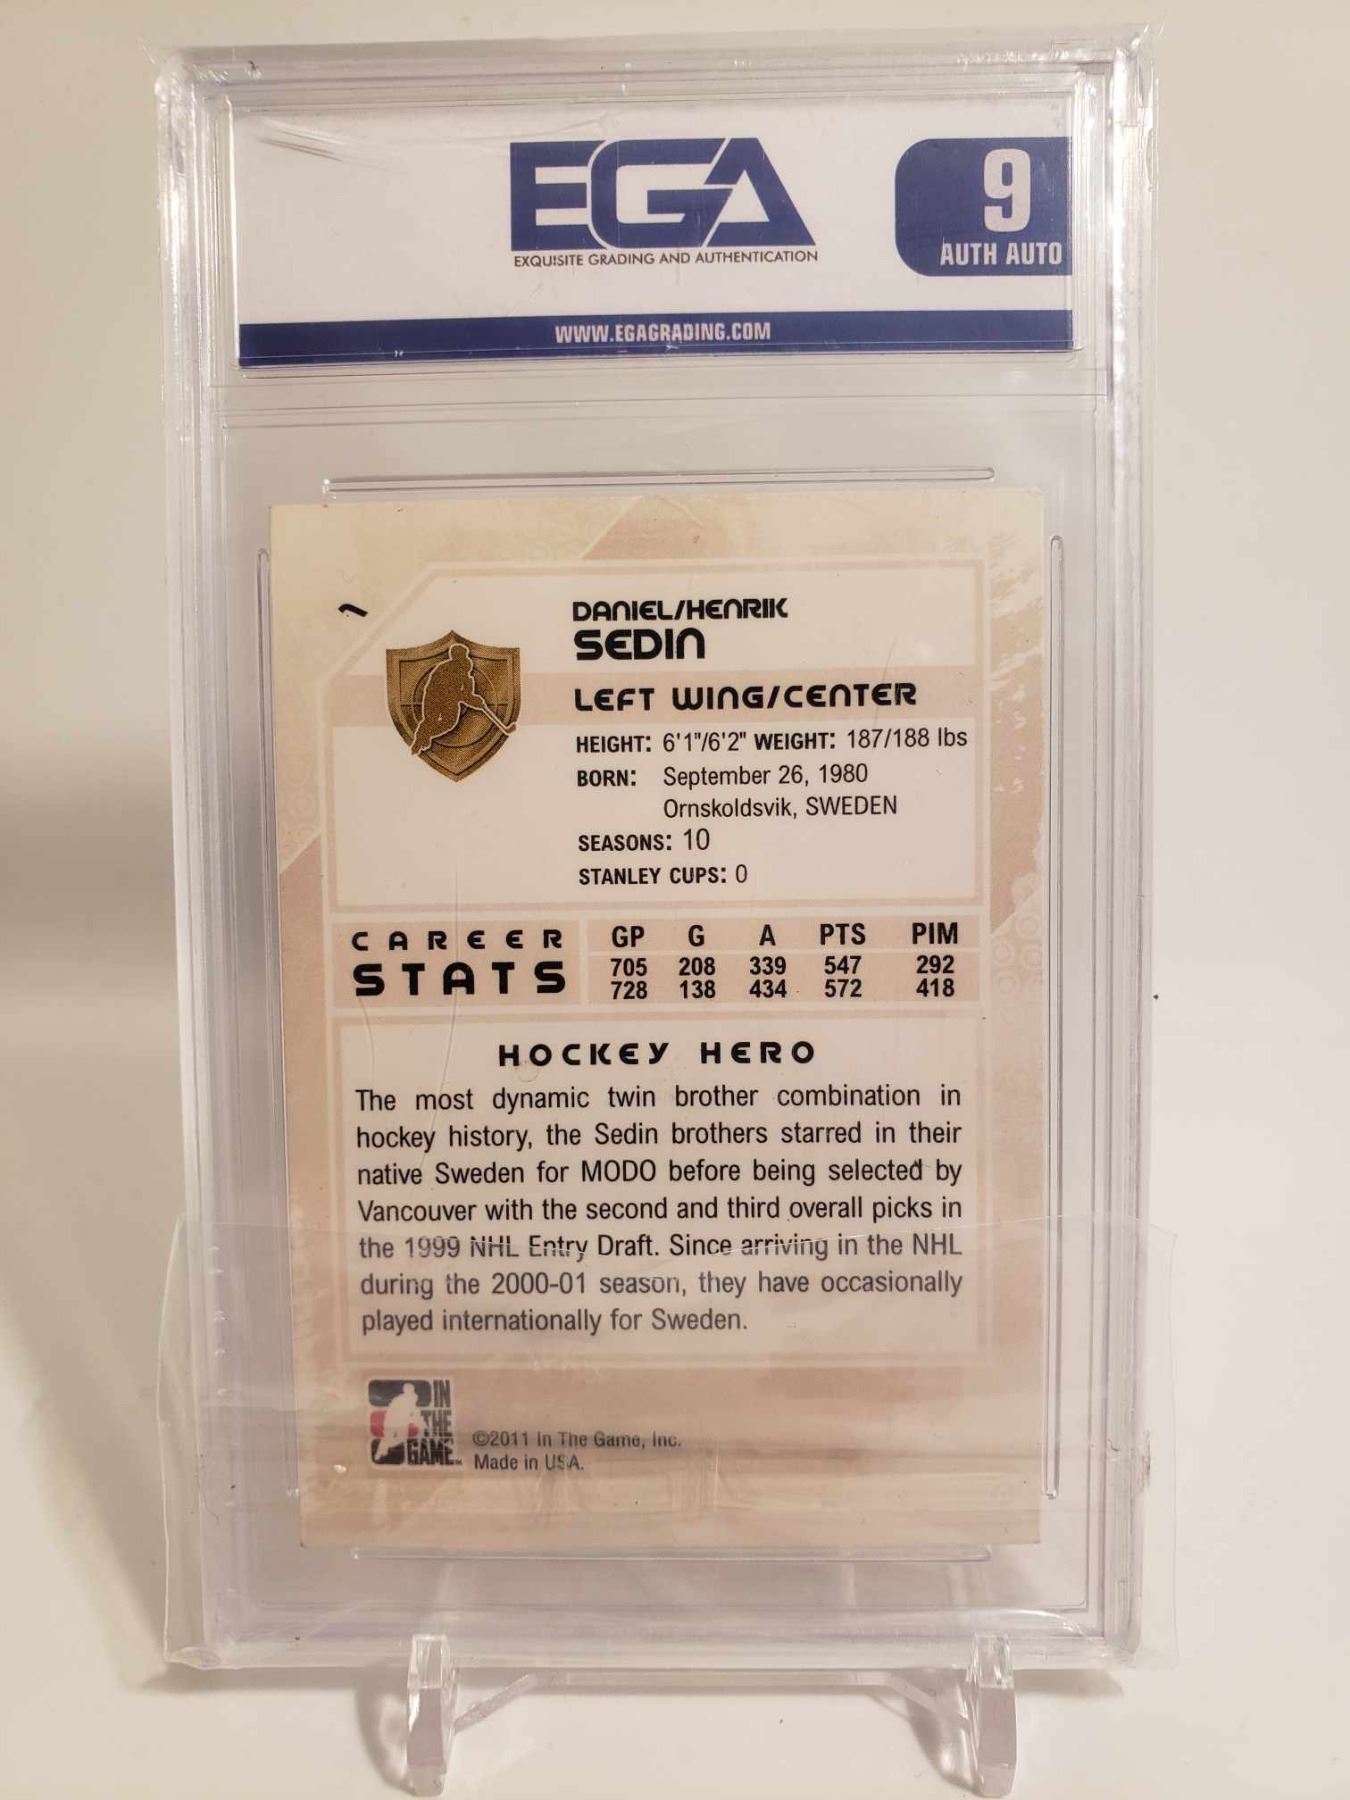 EGA
EXQUISITE GRADING AND AUTHENTICATION
9
AUTH AUTO
WWW.EGAGRADING.COM
DANIEL/HENRIK
SEDIN
LEFT WING/CENTER
HEIGHT: 6'1"/6'2" WEIGHT: 187/188 lbs
BORN: September 26, 1980
Ornskoldsvik, SWEDEN
SEASONS: 10
STANLEY CUPS: 0
CAREER
STATS
GP G A PTS PIM
705 208 339 547 292
728 138 434 572 418
HOCKEY HERO
The most dynamic twin brother combination in
hockey history, the Sedin brothers starred in their
native Sweden for MODO before being selected by
Vancouver with the second and third overall picks in
the 1999 NHL Entry Draft. Since arriving in the NHL
during the 2000-01 season, they have occasionally
played internationally for Sweden.
IN
THE
GAME
©2011 In The Game, Inc.
Made in USA.